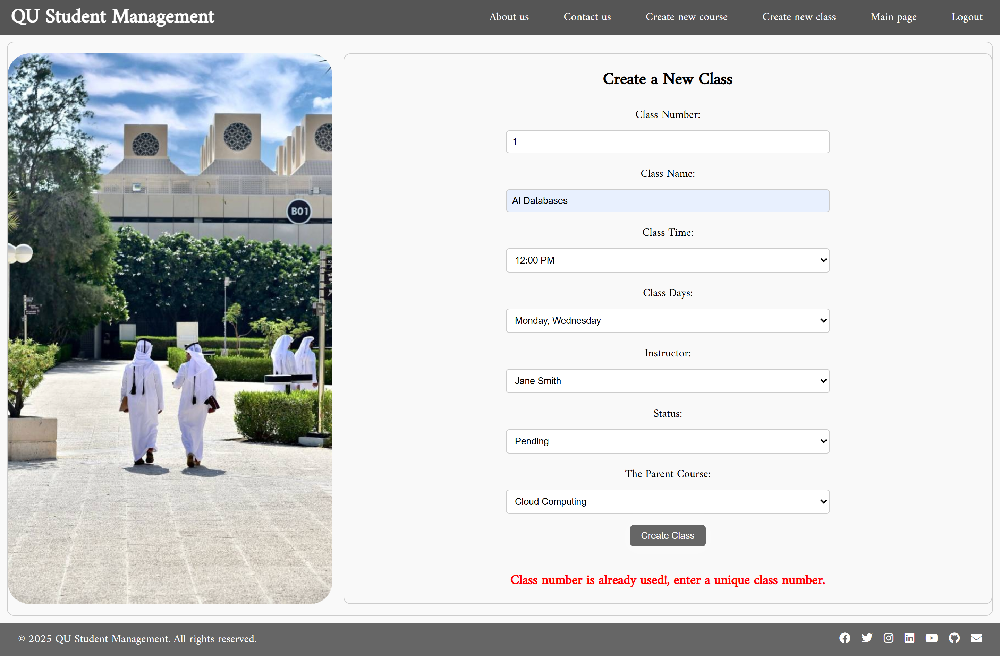 QU Student Management
About us
Contact us
Create new course
Create new class
Main page
Logout
B01
Create a New Class
Class Number:
1
Class Name:
AI Databases
Class Time:
12:00 PM
Class Days:
Monday, Wednesday
Instructor:
Jane Smith
Status:
Pending
The Parent Course:
Cloud Computing
Create Class
Class number is already used!, enter a unique class number.
© 2025 QU Student Management. All rights reserved.